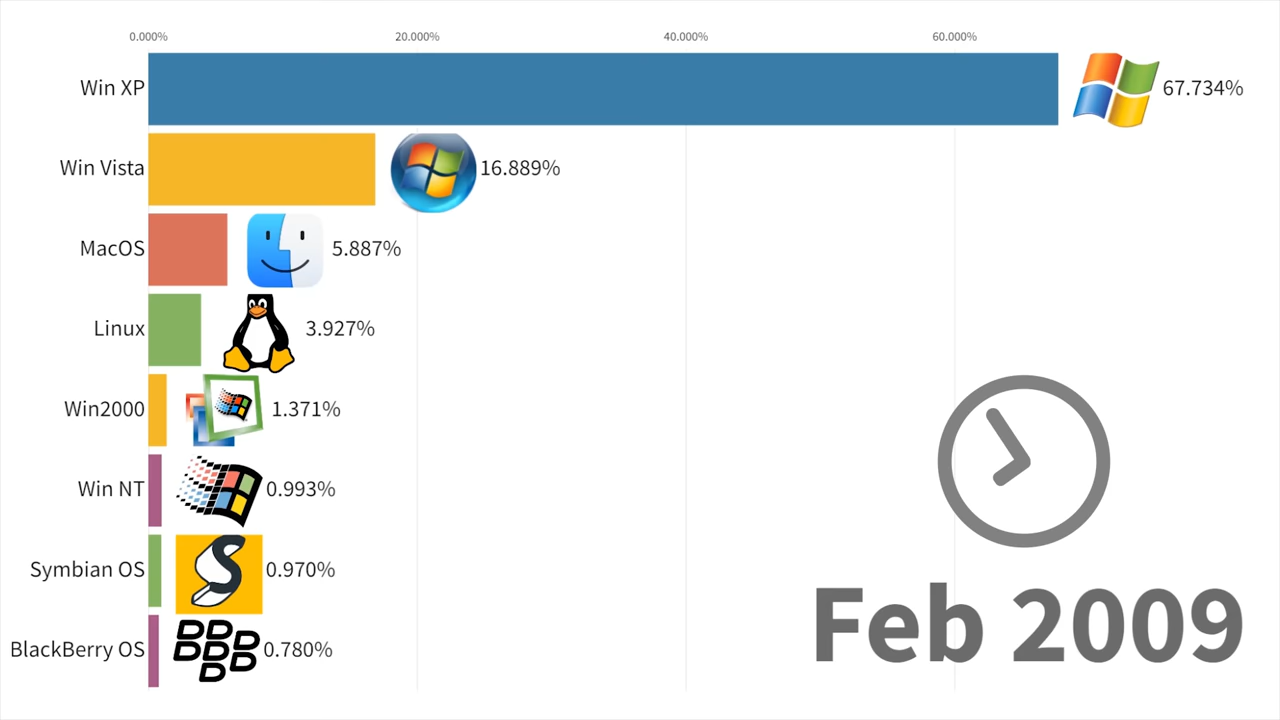 0.000% 20.000% 40.000% 60.000%
Win XP 67.734%
Win Vista 16.889%
MacOS 5.887%
Linux 3.927%
Win2000 1.371%
Win NT 0.993%
Symbian OS 0.970%
BlackBerry OS 0.780%
Feb 2009